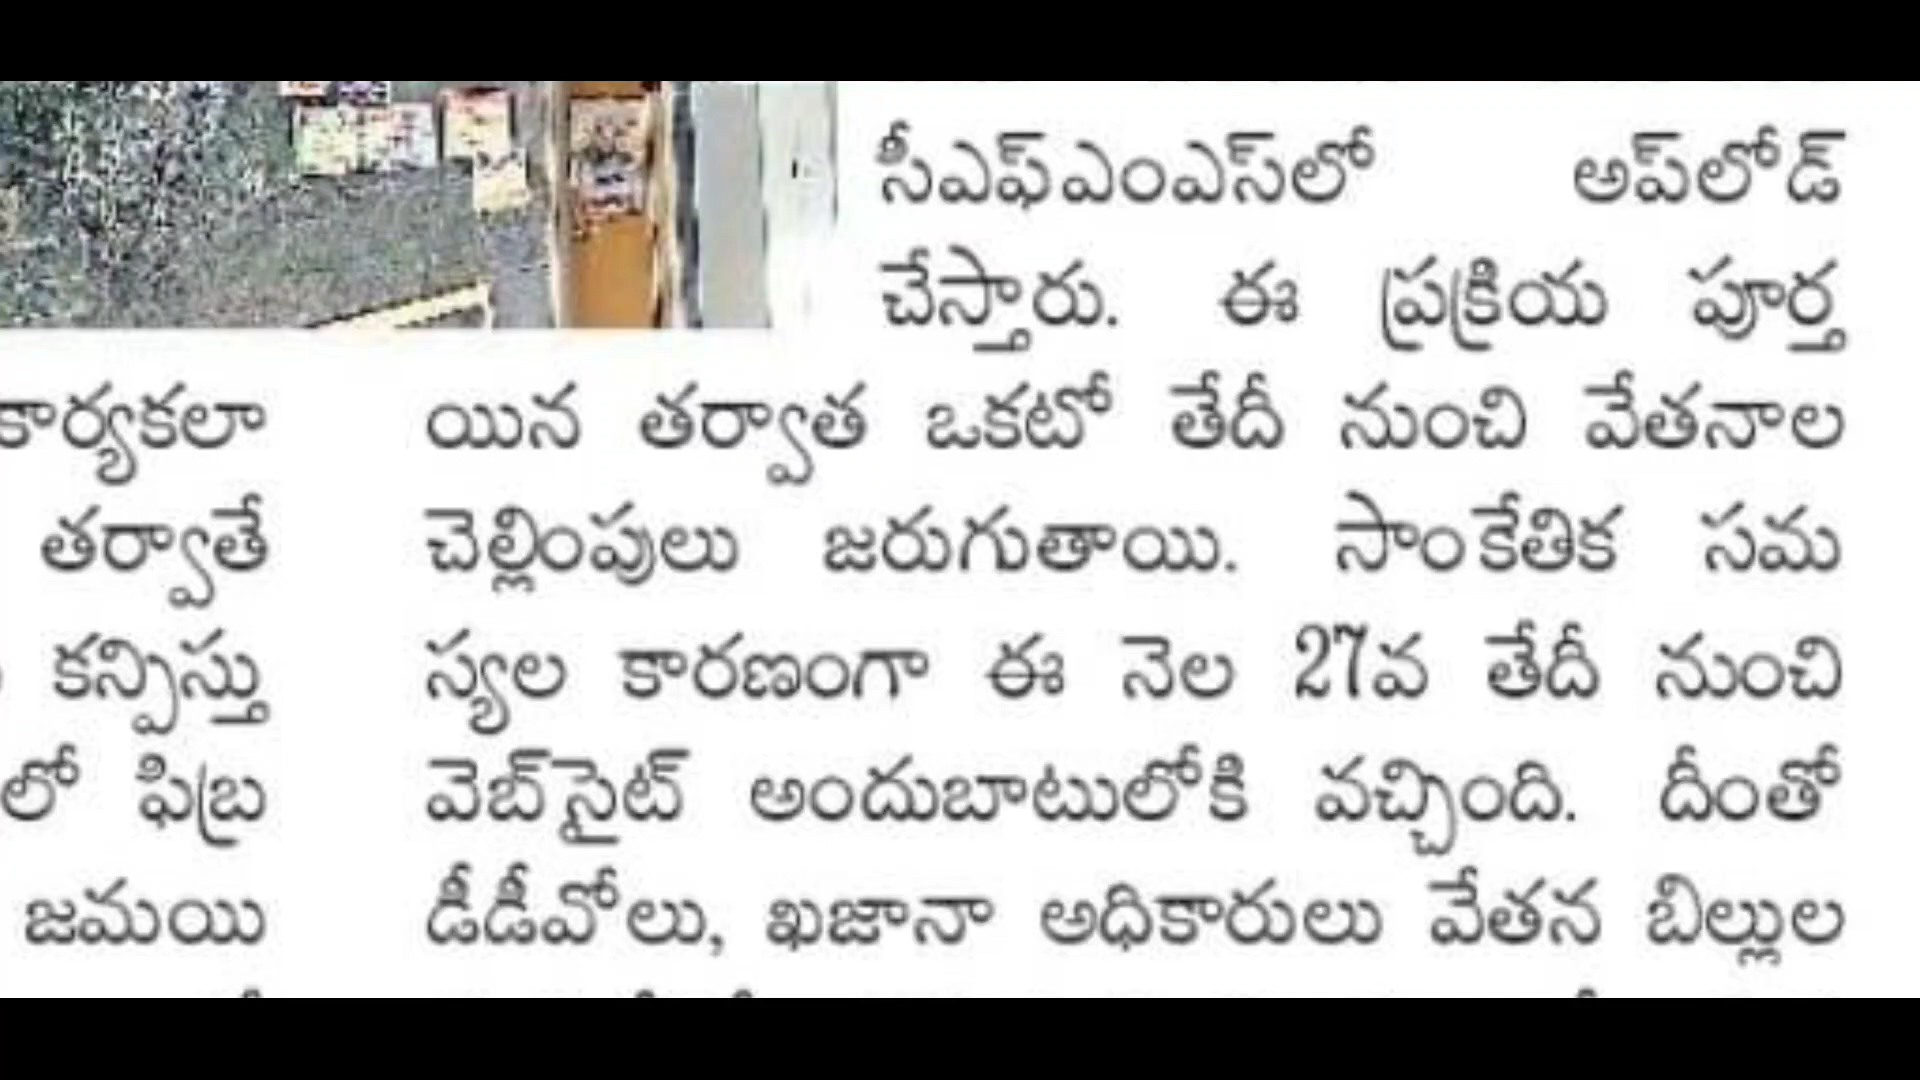 కార్యకలా
తర్వాతే
కన్పిస్తు
లో ఫిబ్ర
జమయి
సీఎఫ్ఎంఎస్‌లో అప్‌లోడ్
చేస్తారు. ఈ ప్రక్రియ పూర్త
యిన తర్వాత ఒకటో తేదీ నుంచి వేతనాల
చెల్లింపులు జరుగుతాయి. సాంకేతిక సమ
స్యల కారణంగా ఈ నెల 27వ తేదీ నుంచి
వెబ్‌సైట్ అందుబాటులోకి వచ్చింది. దీంతో
డీడీవోలు, ఖజానా అధికారులు వేతన బిల్లుల